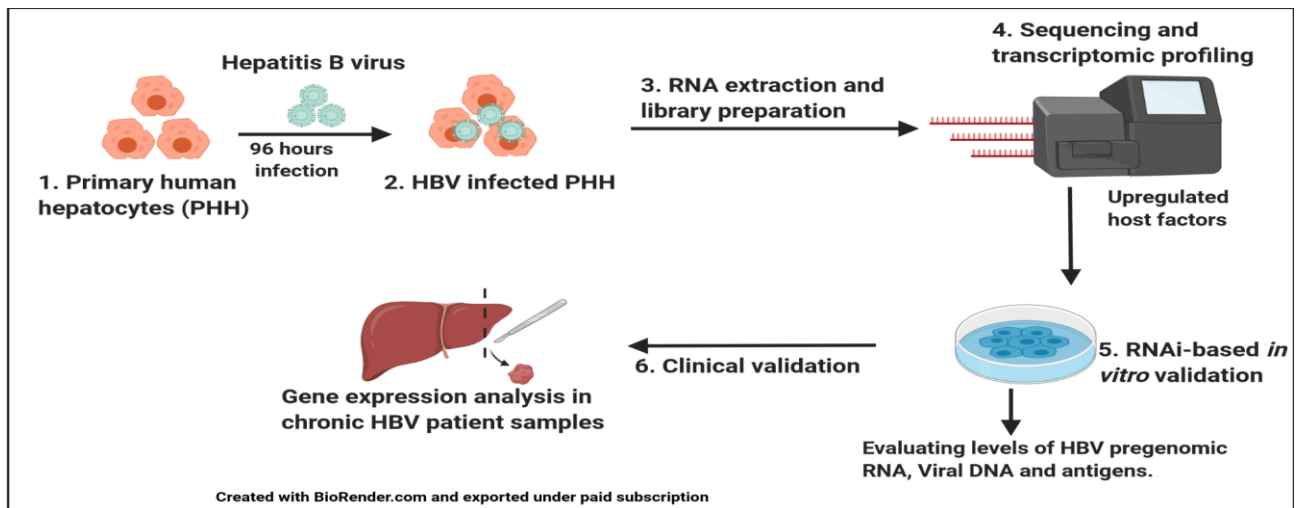 Hepatitis B virus
96 hours
infection
1. Primary human
hepatocytes (PHH)
2. HBV infected PHH
3. RNA extraction and
library preparation
4. Sequencing and
transcriptomic profiling
Upregulated
host factors
5. RNAi-based in
vitro validation
Evaluating levels of HBV pregenomic
RNA, Viral DNA and antigens.
6. Clinical validation
Gene expression analysis in
chronic HBV patient samples
Created with BioRender.com and exported under paid subscription